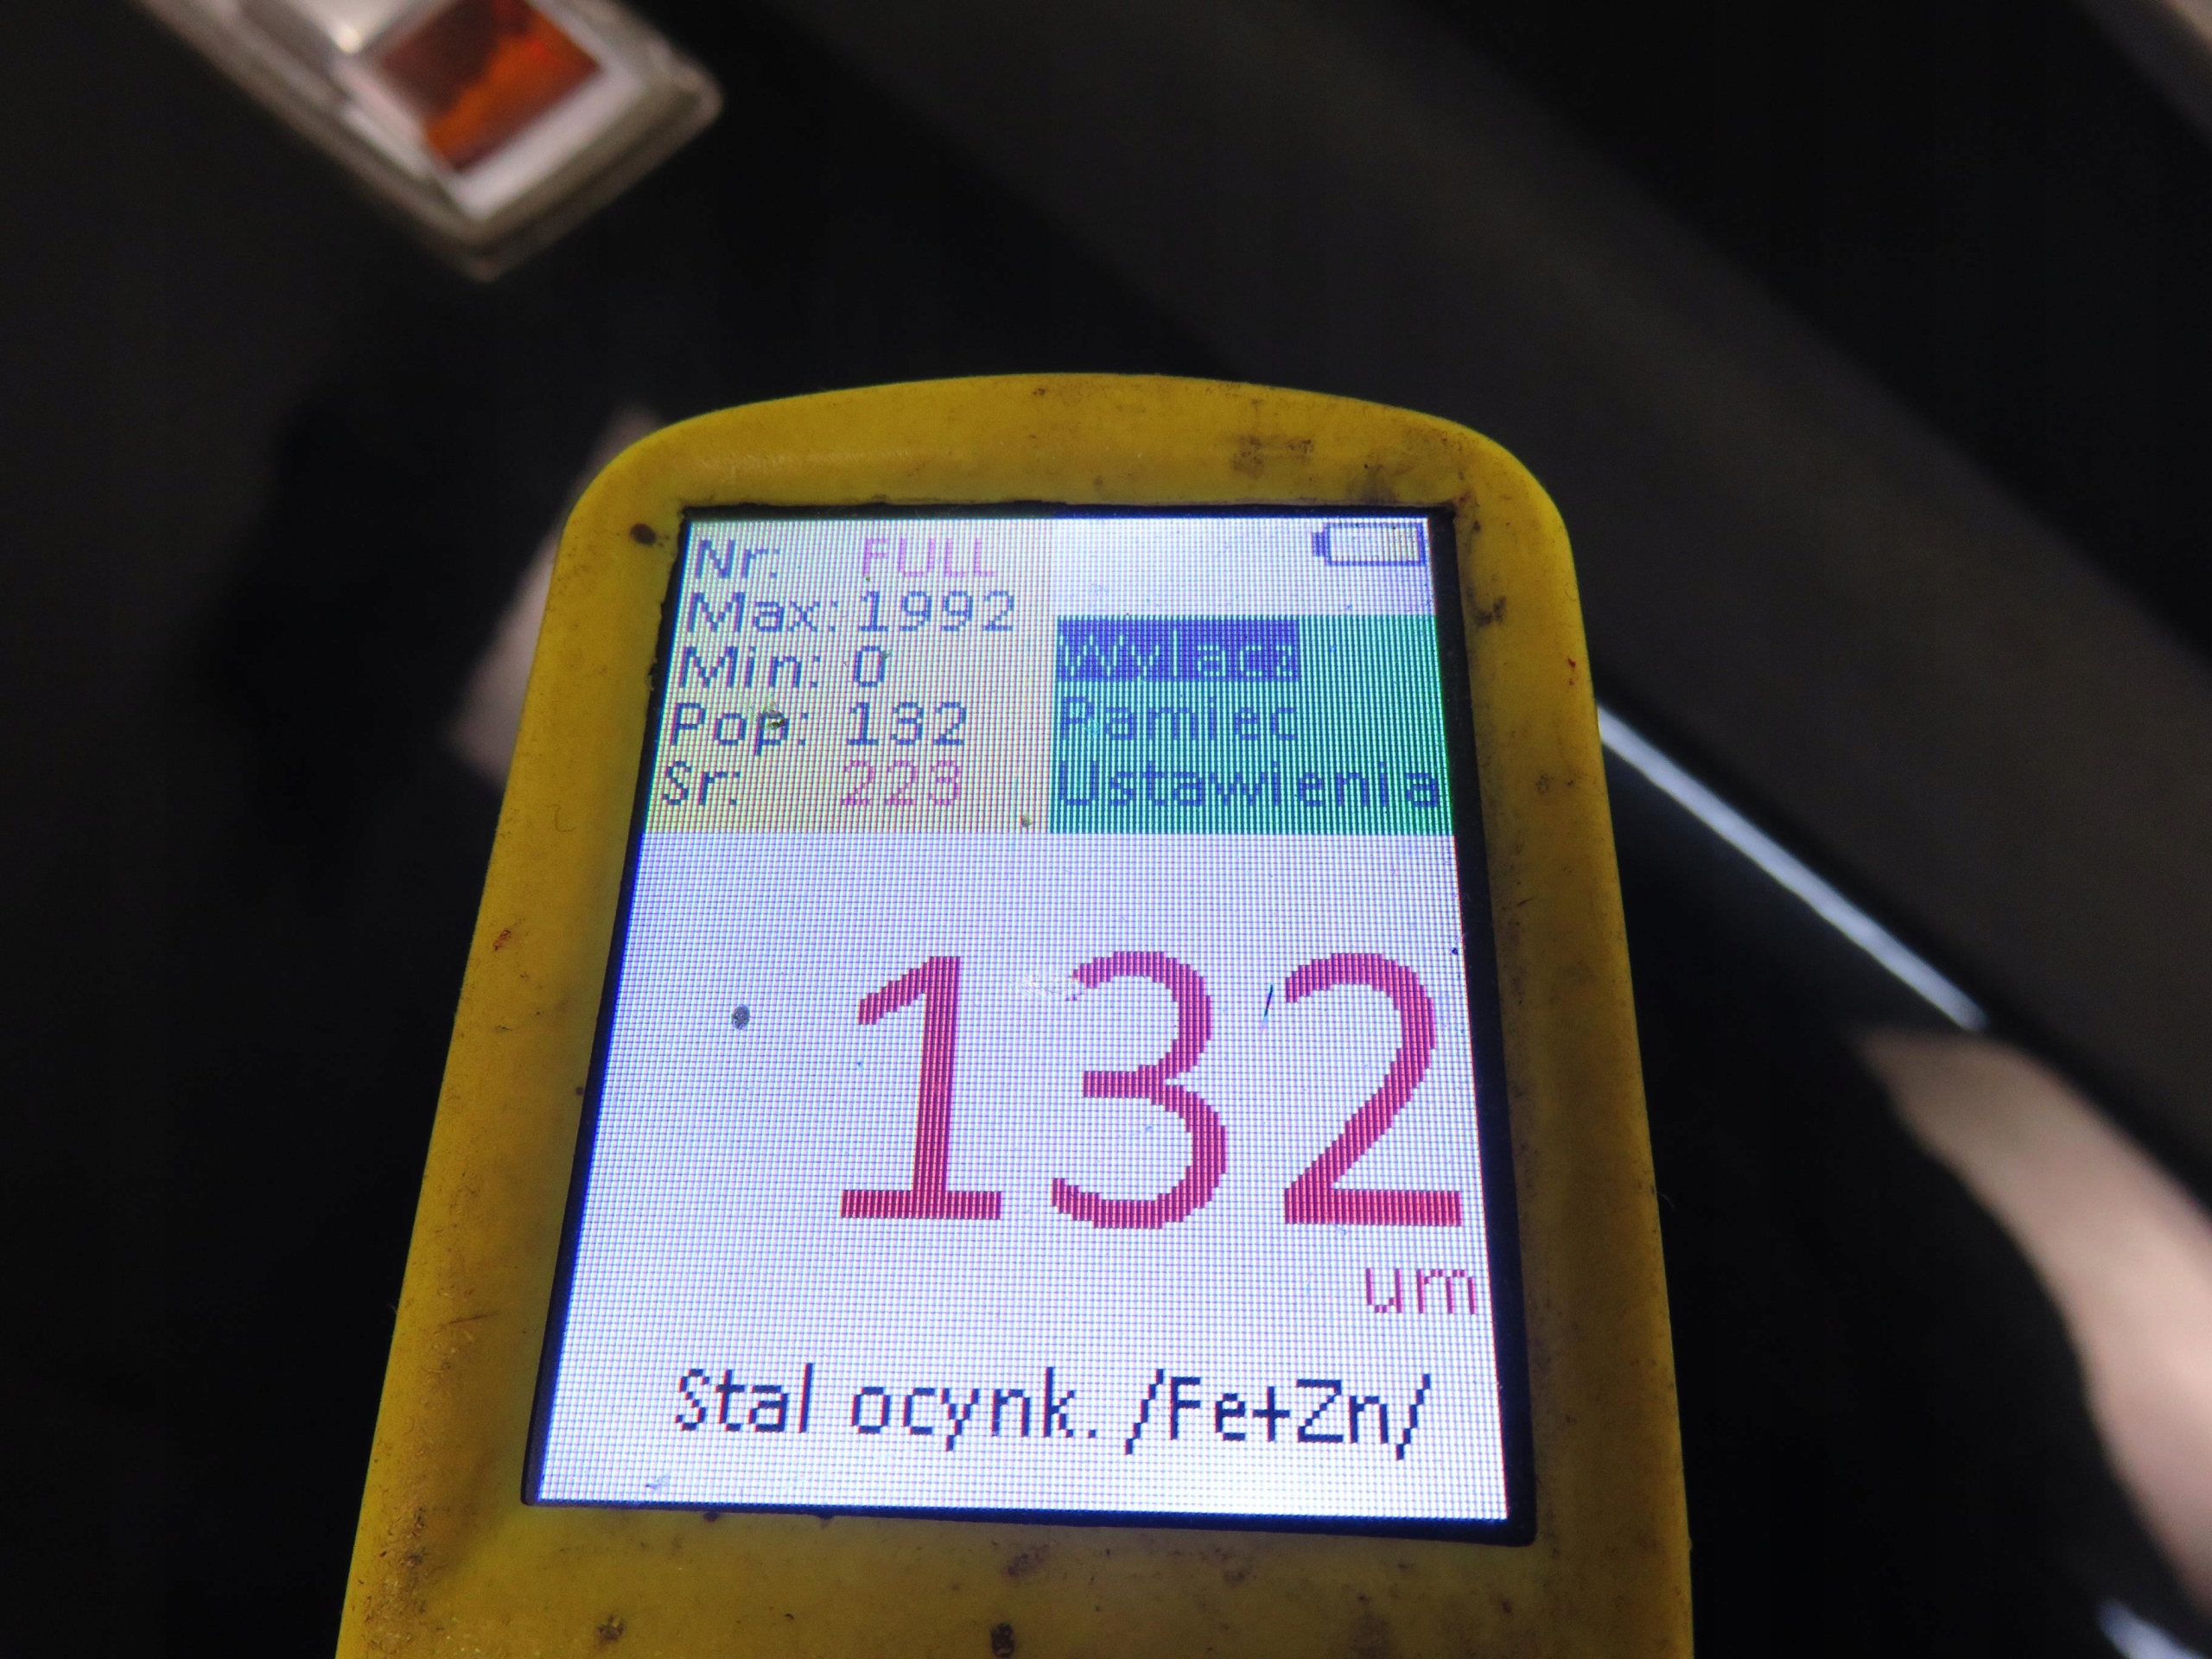 Nr: FULL
Max: 1992
Min: 0
Pop: 132
Sr: 223
Wylacz
Pamiec
Ustawienia
132
um
Stal ocynk. /Fe+Zn/